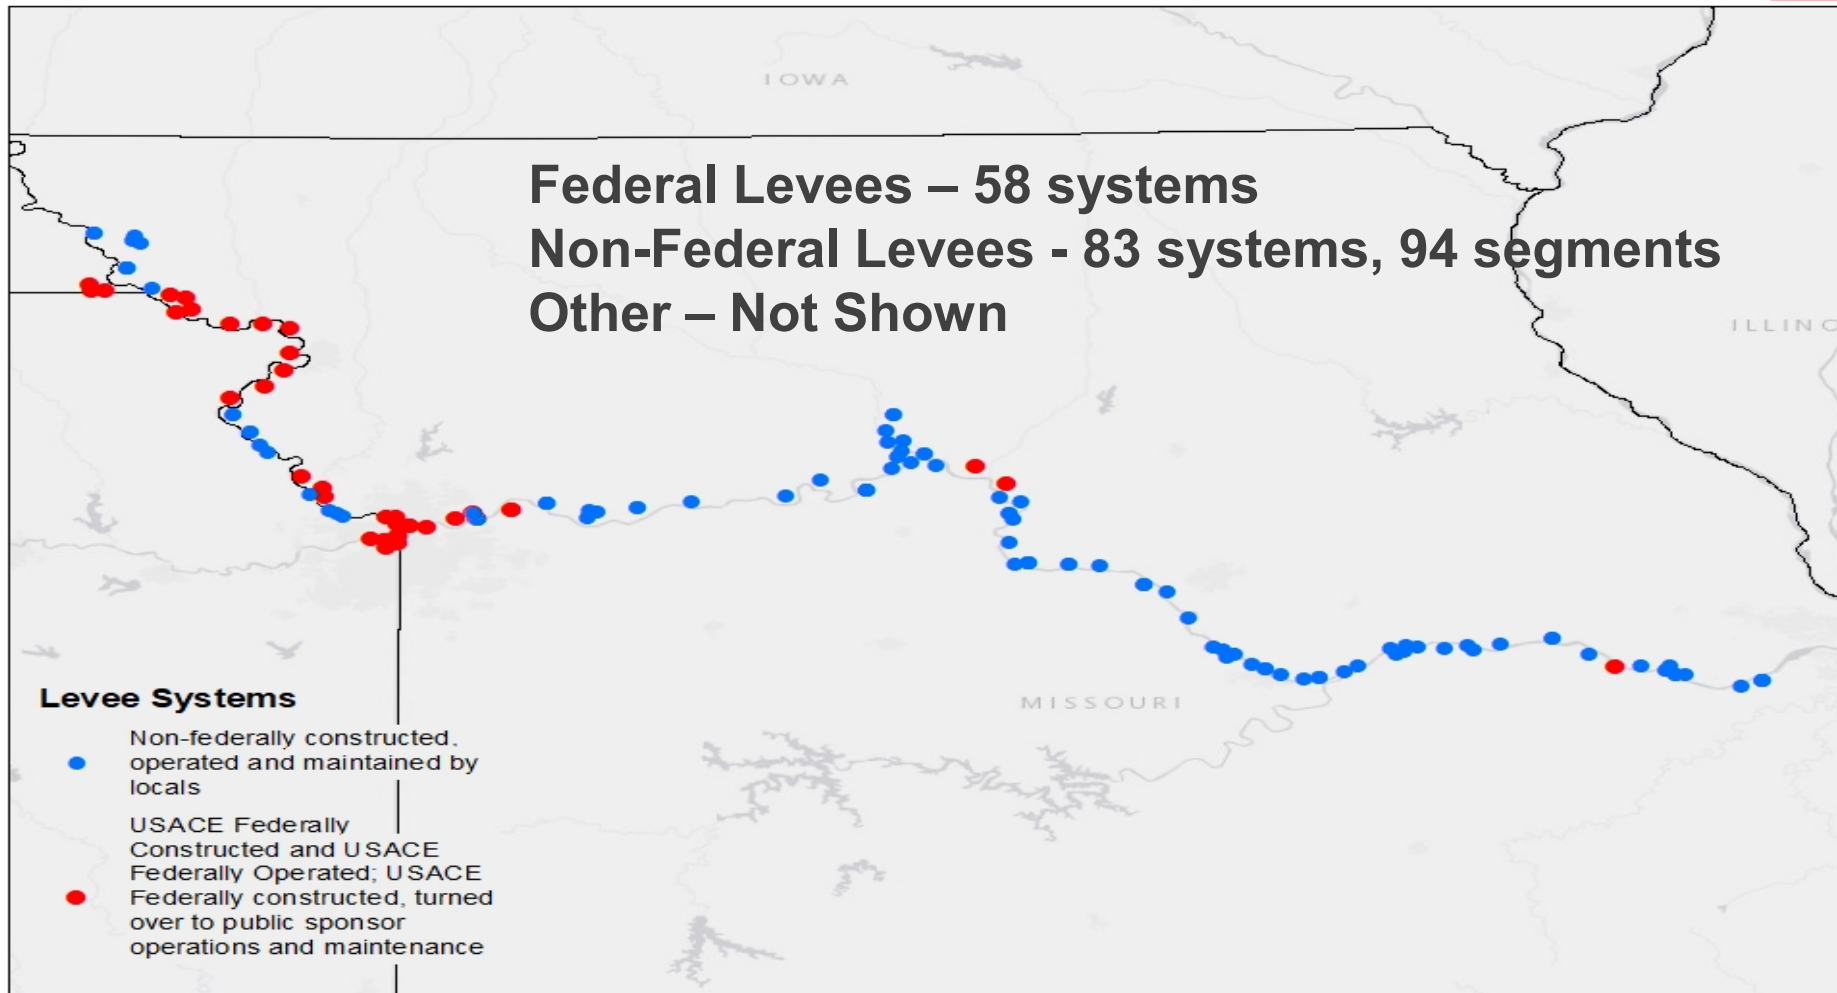 IOWA
Federal Levees – 58 systems
Non-Federal Levees - 83 systems, 94 segments
Other – Not Shown
ILLINO
MISSOURI
Levee Systems
Non-federally constructed,
operated and maintained by
locals
USACE Federally
Constructed and USACE
Federally Operated; USACE
Federally constructed, turned
over to public sponsor
operations and maintenance